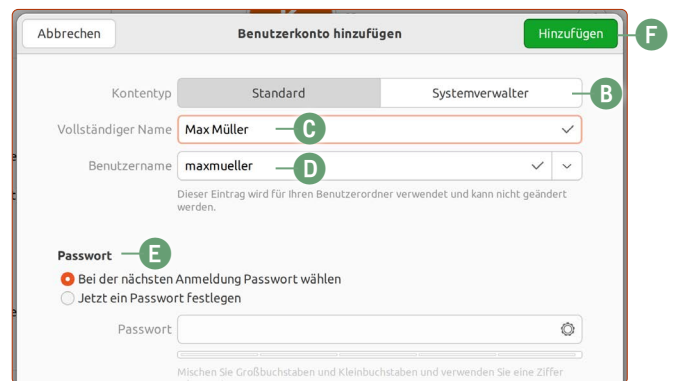 Abbrechen Benutzerkonto hinzufügen Hinzufügen F
Kontentyp Standard Systemverwalter B
Vollständiger Name Max Müller C
Benutzername maxmueller D
Dieser Eintrag wird für Ihren Benutzerordner verwendet und kann nicht geändert
werden.
Passwort E
Bei der nächsten Anmeldung Passwort wählen
Jetzt ein Passwort festlegen
Passwort
Mischen Sie Großbuchstaben und Kleinbuchstaben und verwenden Sie eine Ziffer